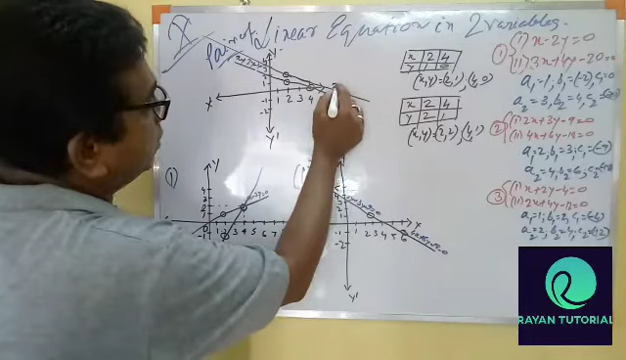 X
Pair of Linear Equation in 2 variables.
x 2 4
y 1 0
(x,y)=(2,1),(4,0)
x 2 4
y 2 1
(x,y)=(2,2),(4,1)
① (i) x-2y=0
(ii) 3x+4y-20=0
a₁=1, b₁=(-2), c₁=0
a₂=3, b₂=4, c₂=(-20)
② (i) 2x+3y-9=0
(ii) 4x+6y-18=0
a₁=2, b₁=3; c₁=(-9)
a₂=4, b₂=6, c₂=(-18)
③ (i) x+2y-4=0
(ii) 2x+4y-12=0
a₁=1; b₁=2,
a₂=2, b₂=4; c₂=(-12)
X
Y'
①
Y
X
Y'
RAYAN TUTORIAL